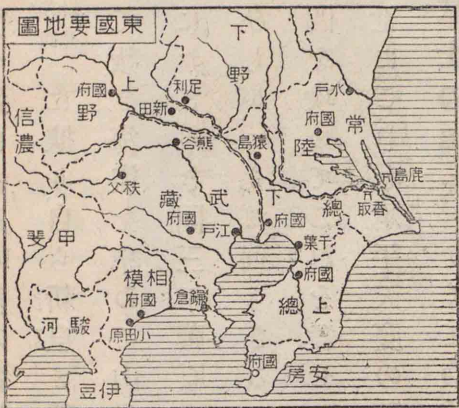 東國要地圖
下野
上野
國府
足利
新田
水戸
常陸
國府
信濃
熊谷
猿島
鹿島
香取
秩父
武藏
國府
江戸
下總
國府
千葉
國府
上總
甲斐
相模
國府
鎌倉
小田原
駿河
伊豆
安房
國府